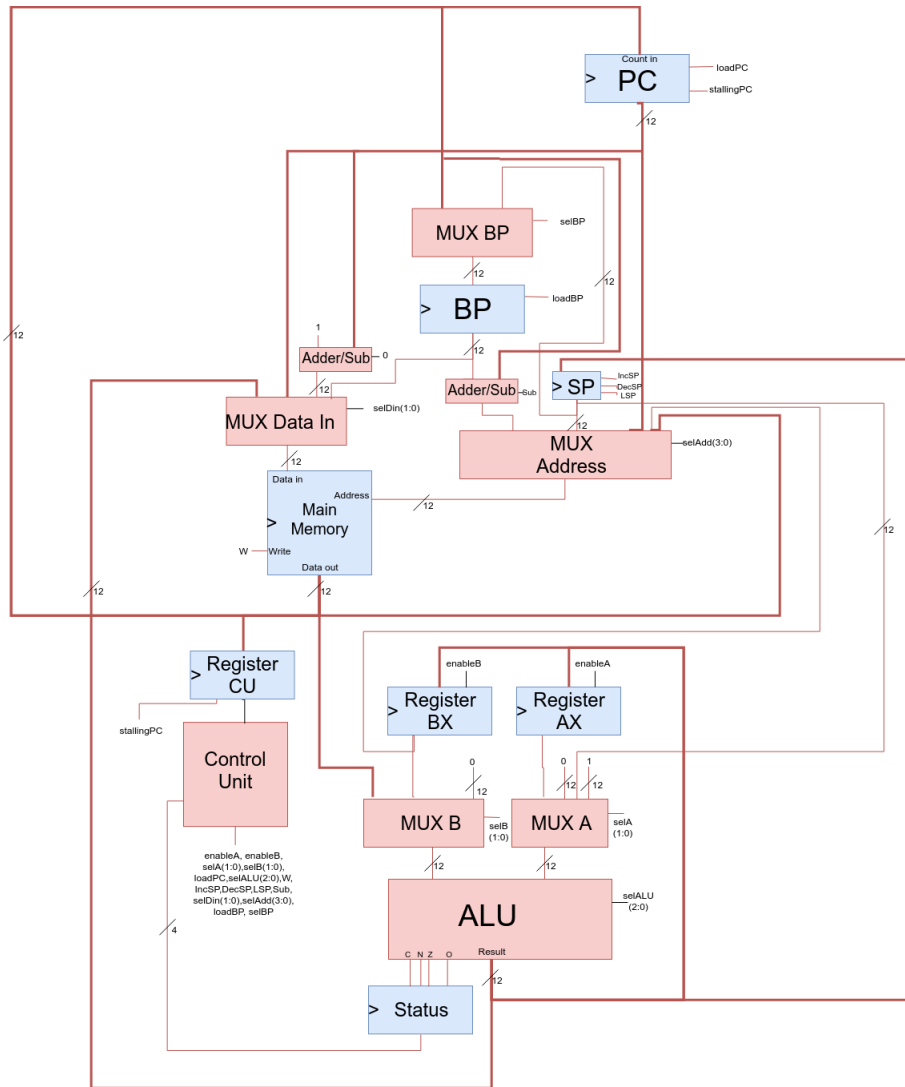 Count in
PC
>
loadPC
stallingPC
12
MUX BP
selBP
12
12
>
BP
loadBP
12
12
1
Adder/Sub
0
12
Adder/Sub
Sub
>
SP
IncSP
DecSP
LSP
MUX Data In
selDin(1:0)
12
MUX
Address
selAdd(3:0)
12
Data in
Address
12
Main
Memory
>
W
Write
Data out
12
12
12
>
Register
CU
stallingPC
Control
Unit
enableB
enableA
>
Register
BX
>
Register
AX
0
12
0
12
1
12
MUX B
selB
(1:0)
MUX A
selA
(1:0)
12
12
enableA, enableB,
selA(1:0),selB(1:0),
loadPC,selALU(2:0),W,
IncSP,DecSP,LSP,Sub,
selDin(1:0),selAdd(3:0),
loadBP, selBP
ALU
selALU
(2:0)
4
C N Z O
Result
12
>
Status